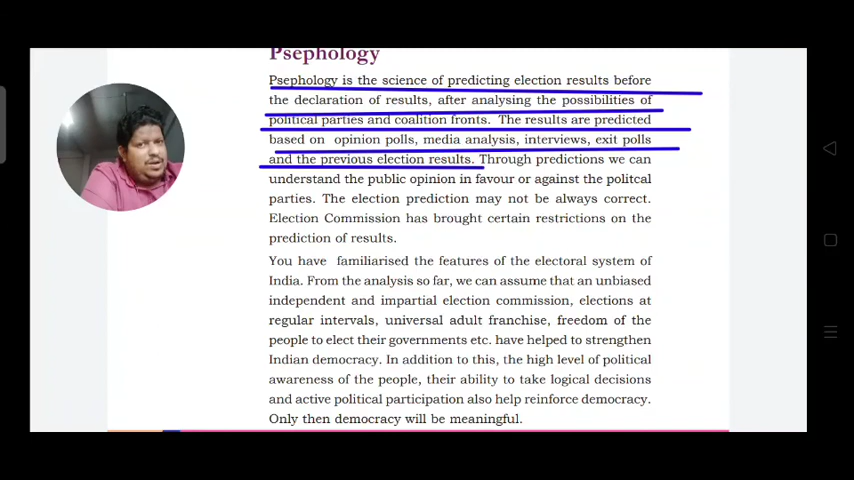 Psephology
Psephology is the science of predicting election results before
the declaration of results, after analysing the possibilities of
political parties and coalition fronts. The results are predicted
based on opinion polls, media analysis, interviews, exit polls
and the previous election results. Through predictions we can
understand the public opinion in favour or against the politcal
parties. The election prediction may not be always correct.
Election Commission has brought certain restrictions on the
prediction of results.
You have familiarised the features of the electoral system of
India. From the analysis so far, we can assume that an unbiased
independent and impartial election commission, elections at
regular intervals, universal adult franchise, freedom of the
people to elect their governments etc. have helped to strengthen
Indian democracy. In addition to this, the high level of political
awareness of the people, their ability to take logical decisions
and active political participation also help reinforce democracy.
Only then democracy will be meaningful.